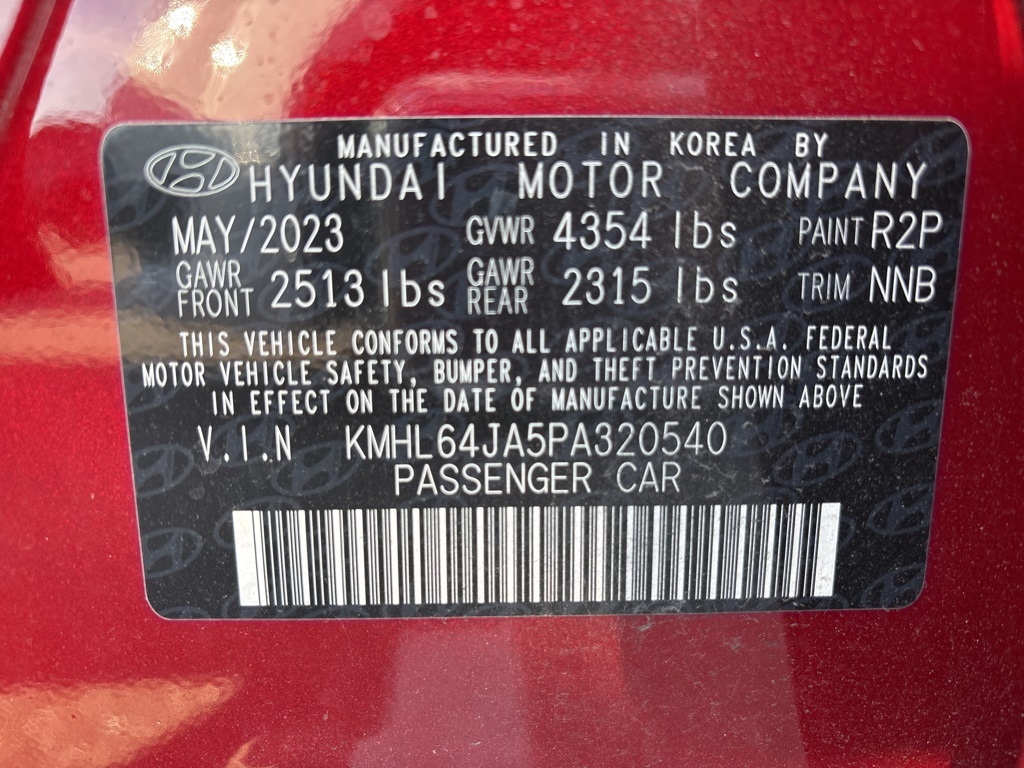 MANUFACTURED IN KOREA BY
HYUNDAI MOTOR COMPANY
MAY/2023 GVWR 4354 lbs PAINT R2P
GAWR FRONT 2513 lbs GAWR REAR 2315 lbs TRIM NNB
THIS VEHICLE CONFORMS TO ALL APPLICABLE U.S.A. FEDERAL
MOTOR VEHICLE SAFETY, BUMPER, AND THEFT PREVENTION STANDARDS
IN EFFECT ON THE DATE OF MANUFACTURE SHOWN ABOVE
V.I.N KMHL64JA5PA320540
PASSENGER CAR